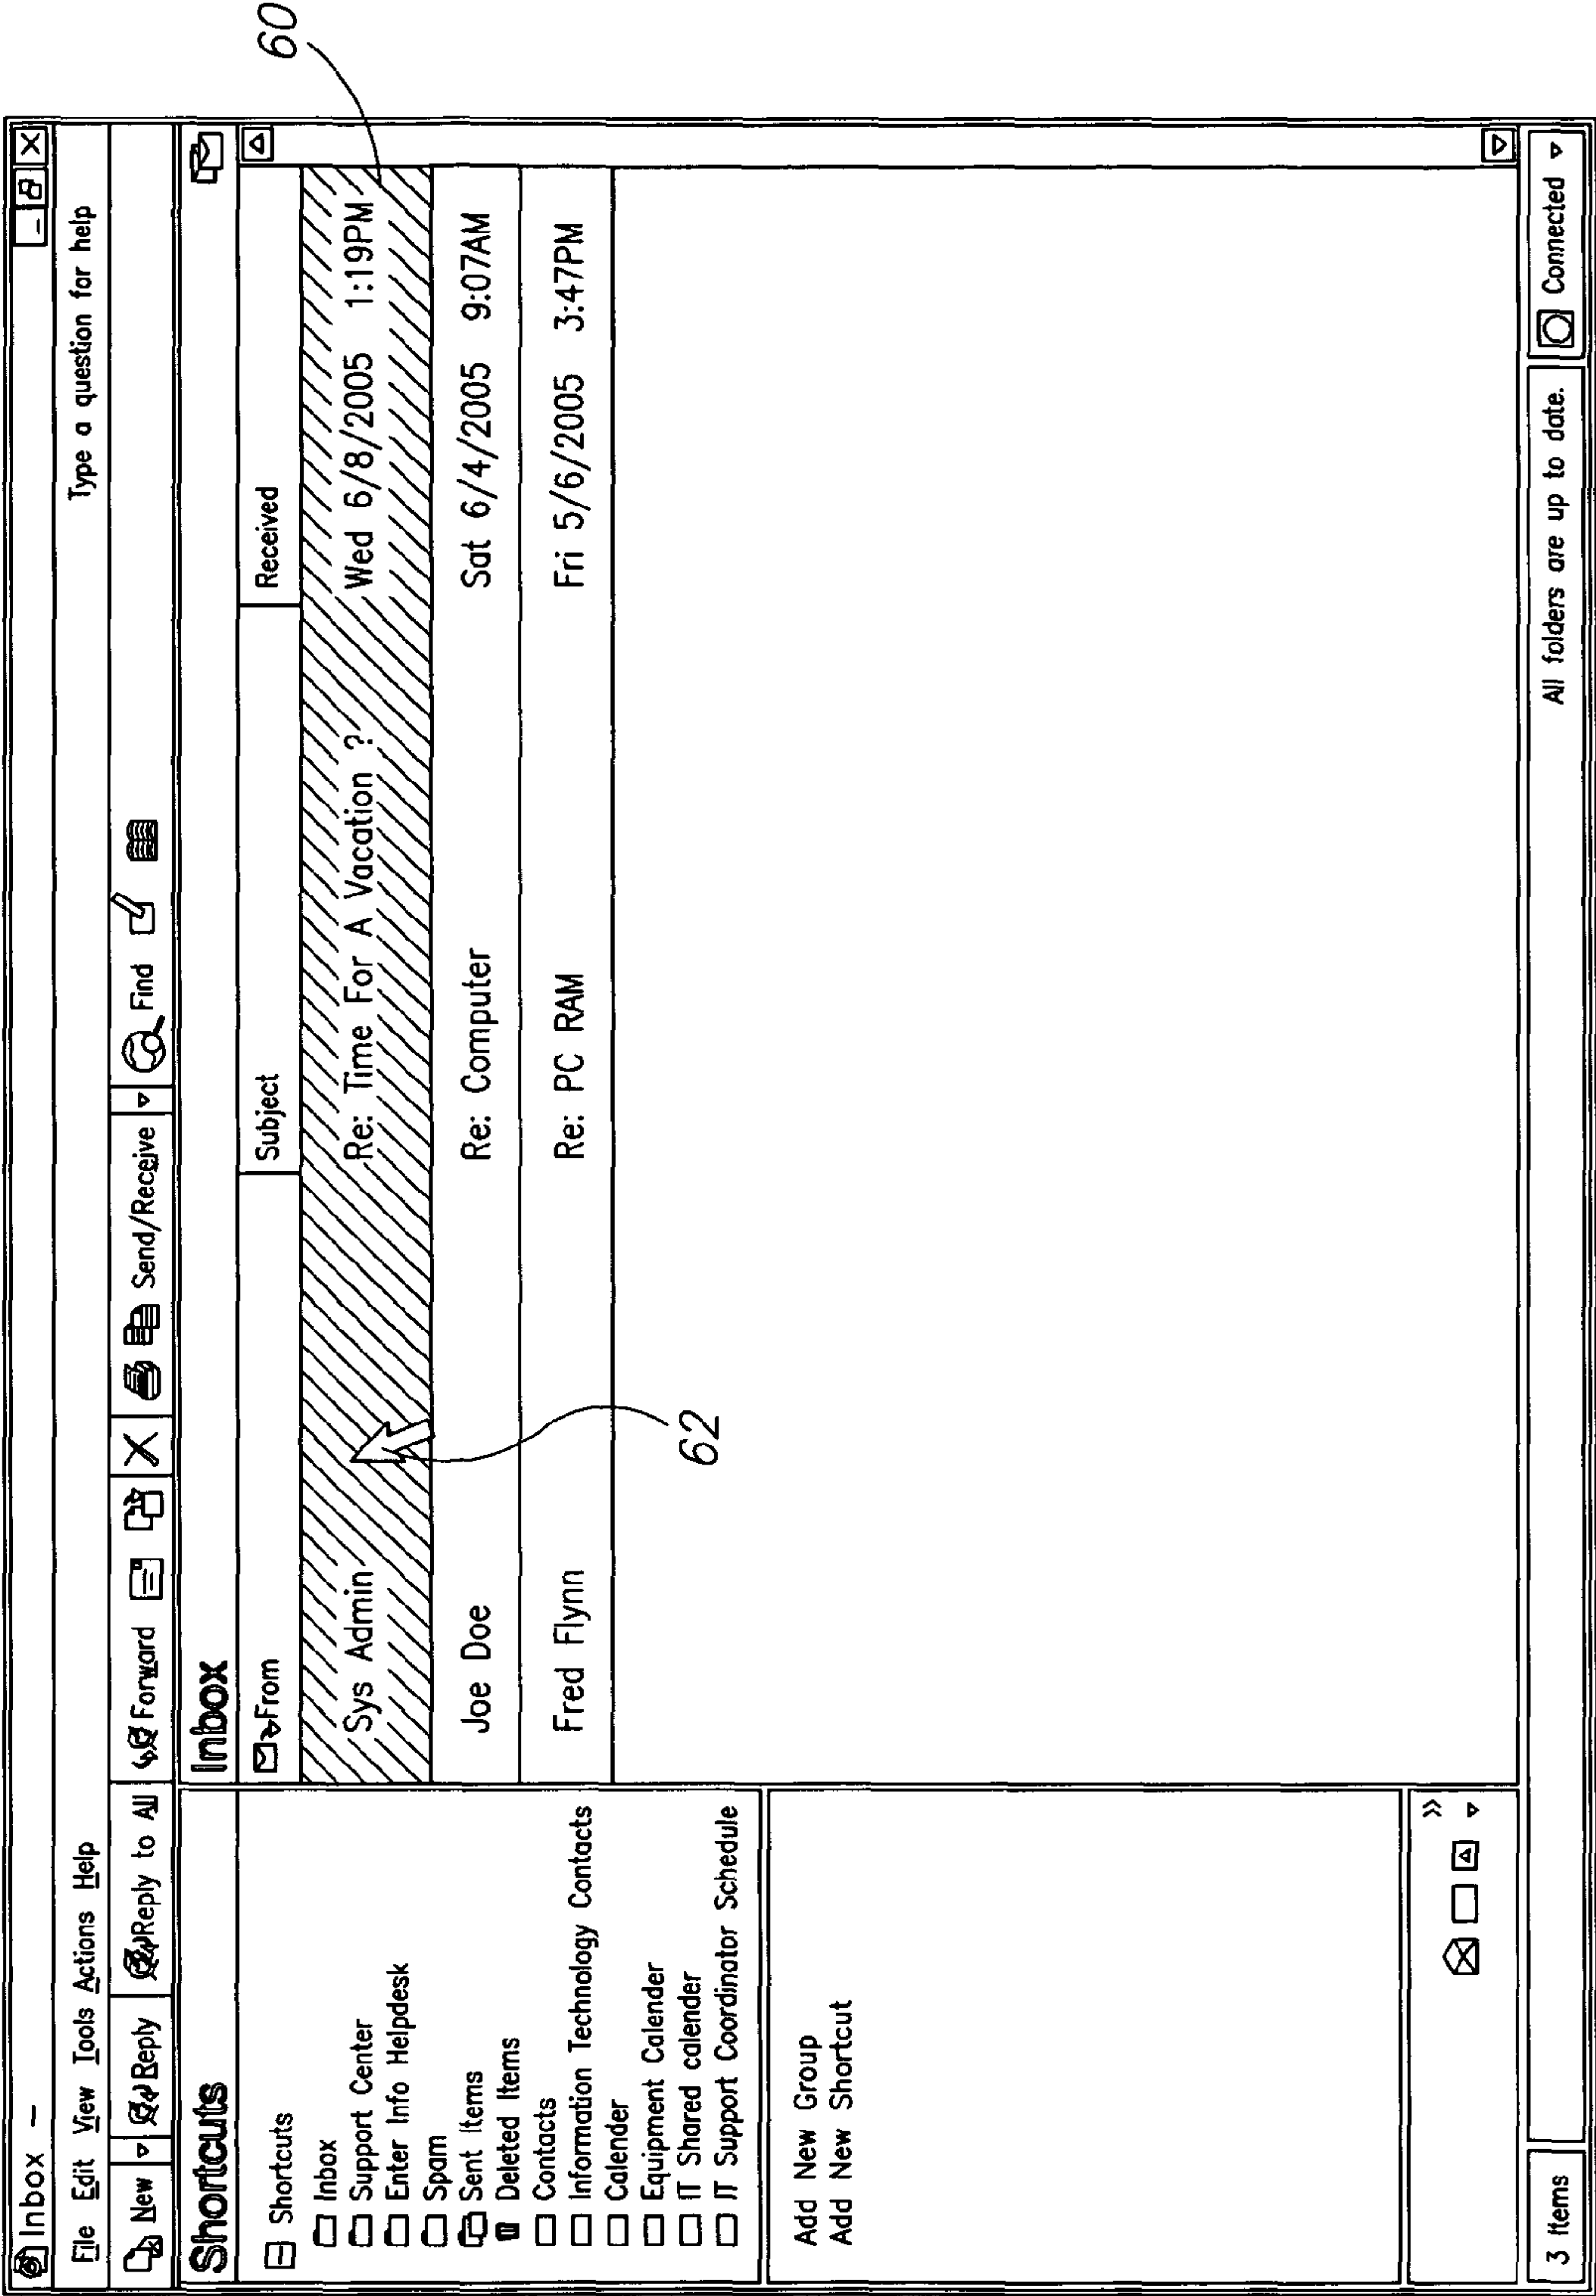 Inbox –
File Edit View Tools Actions Help Type a question for help
New Reply Reply to All Forward Send/Receive Find
Shortcuts
Shortcuts
Inbox
Support Center
Enter Info Helpdesk
Spam
Sent Items
Deleted Items
Contacts
Information Technology Contacts
Calender
Equipment Calender
IT Shared calender
IT Support Coordinator Schedule
Add New Group
Add New Shortcut
Inbox
From Subject Received
Sys Admin Re: Time For A Vacation ? Wed 6/8/2005 1:19PM
Joe Doe Re: Computer Sat 6/4/2005 9:07AM
Fred Flynn Re: PC RAM Fri 5/6/2005 3:47PM
60
62
3 Items All folders are up to date. Connected